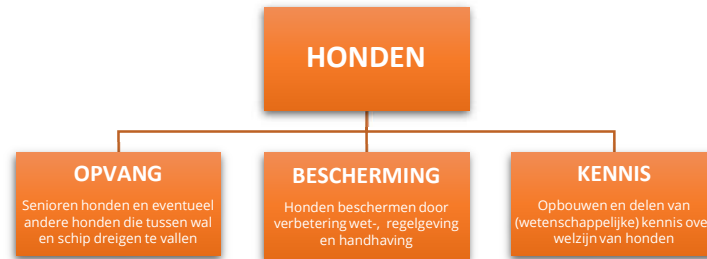 HONDEN
OPVANG
Senioren honden en eventueel
andere honden die tussen wal
en schip dreigen te vallen
BESCHERMING
Honden beschermen door
verbetering wet-, regelgeving
en handhaving
KENNIS
Opbouwen en delen van
(wetenschappelijke) kennis ove
welzijn van honden